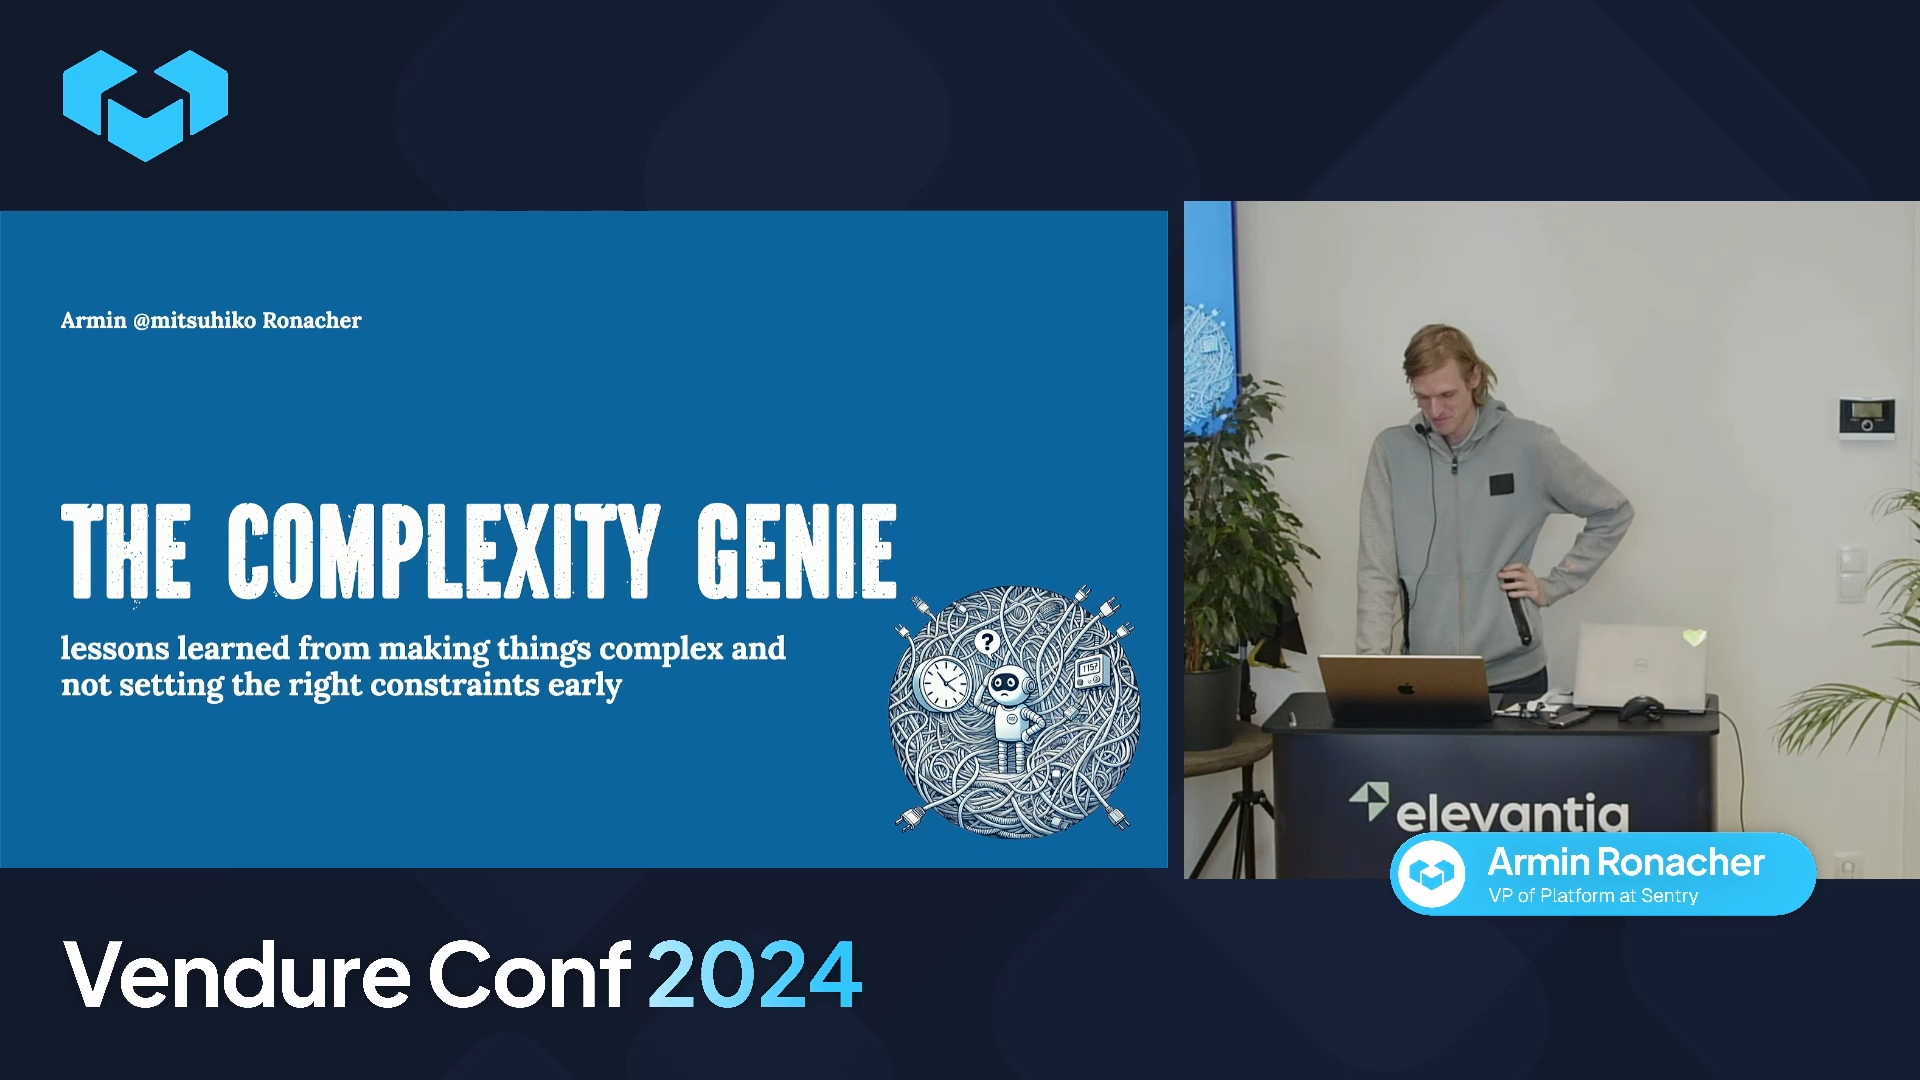 Armin @mitsuhiko Ronacher
THE COMPLEXITY GENIE
lessons learned from making things complex and
not setting the right constraints early
?
elevantiq
Armin Ronacher
VP of Platform at Sentry
Vendure Conf 2024